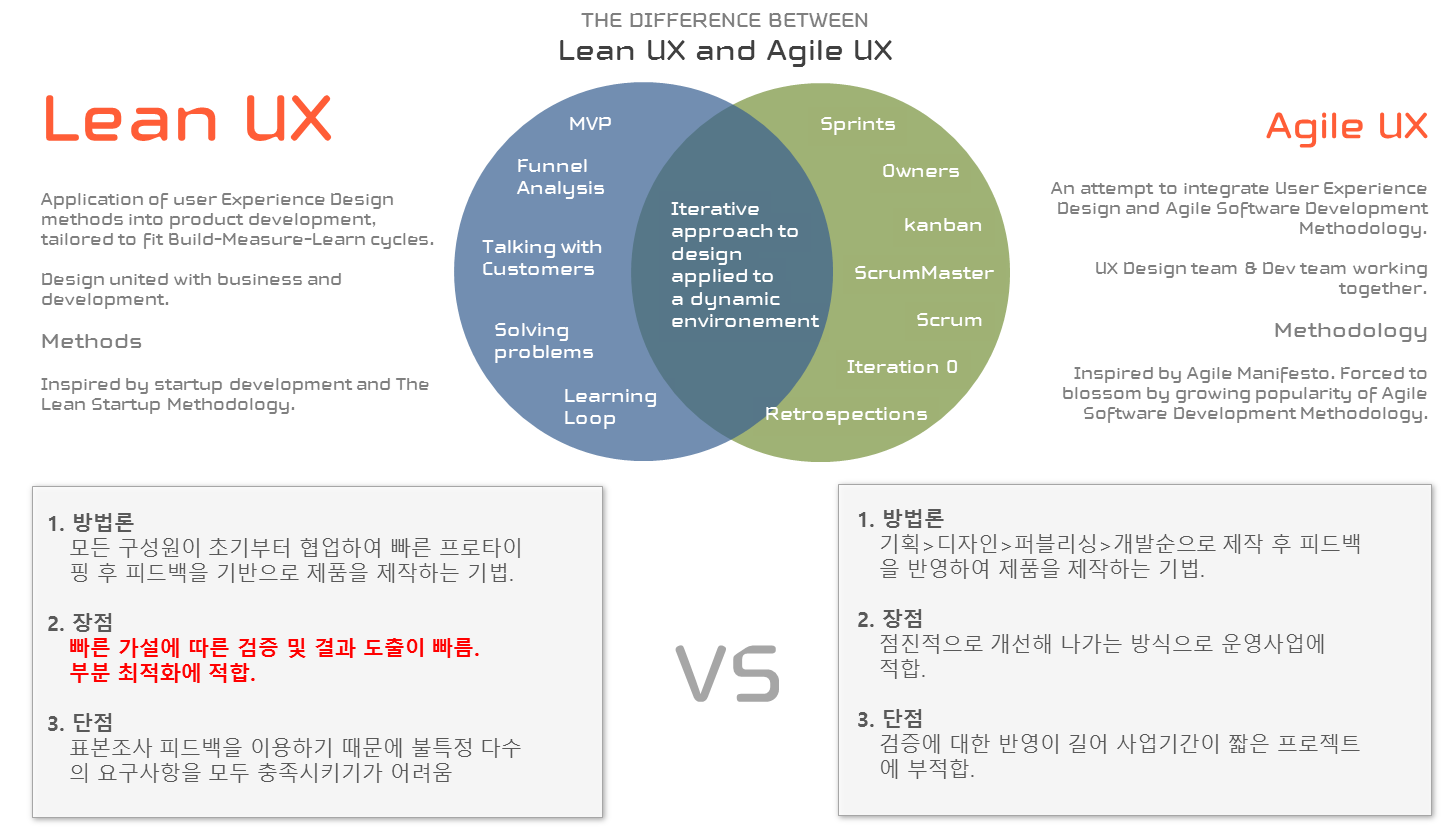 THE DIFFERENCE BETWEEN
Lean UX and Agile UX
Lean UX
Application of user Experience Design
methods into product development,
tailored to fit Build-Measure-Learn cycles.
Design united with business and
development.
Methods
Inspired by startup development and The
Lean Startup Methodology.
MVP
Funnel
Analysis
Talking with
Customers
Solving
problems
Learning
Loop
Iterative
approach to
design
applied to
a dynamic
environement
Sprints
Owners
kanban
ScrumMaster
Scrum
Iteration 0
Retrospections
Agile UX
An attempt to integrate User Experience
Design and Agile Software Development
Methodology.
UX Design team & Dev team working
together.
Methodology
Inspired by Agile Manifesto. Forced to
blossom by growing popularity of Agile
Software Development Methodology.
1. 방법론
모든 구성원이 초기부터 협업하여 빠른 프로타이
핑 후 피드백을 기반으로 제품을 제작하는 기법.
2. 장점
빠른 가설에 따른 검증 및 결과 도출이 빠름.
부분 최적화에 적합.
3. 단점
표본조사 피드백을 이용하기 때문에 불특정 다수
의 요구사항을 모두 충족시키기가 어려움
VS
1. 방법론
기획>디자인>퍼블리싱>개발순으로 제작 후 피드백
을 반영하여 제품을 제작하는 기법.
2. 장점
점진적으로 개선해 나가는 방식으로 운영사업에
적합.
3. 단점
검증에 대한 반영이 길어 사업기간이 짧은 프로젝트
에 부적합.